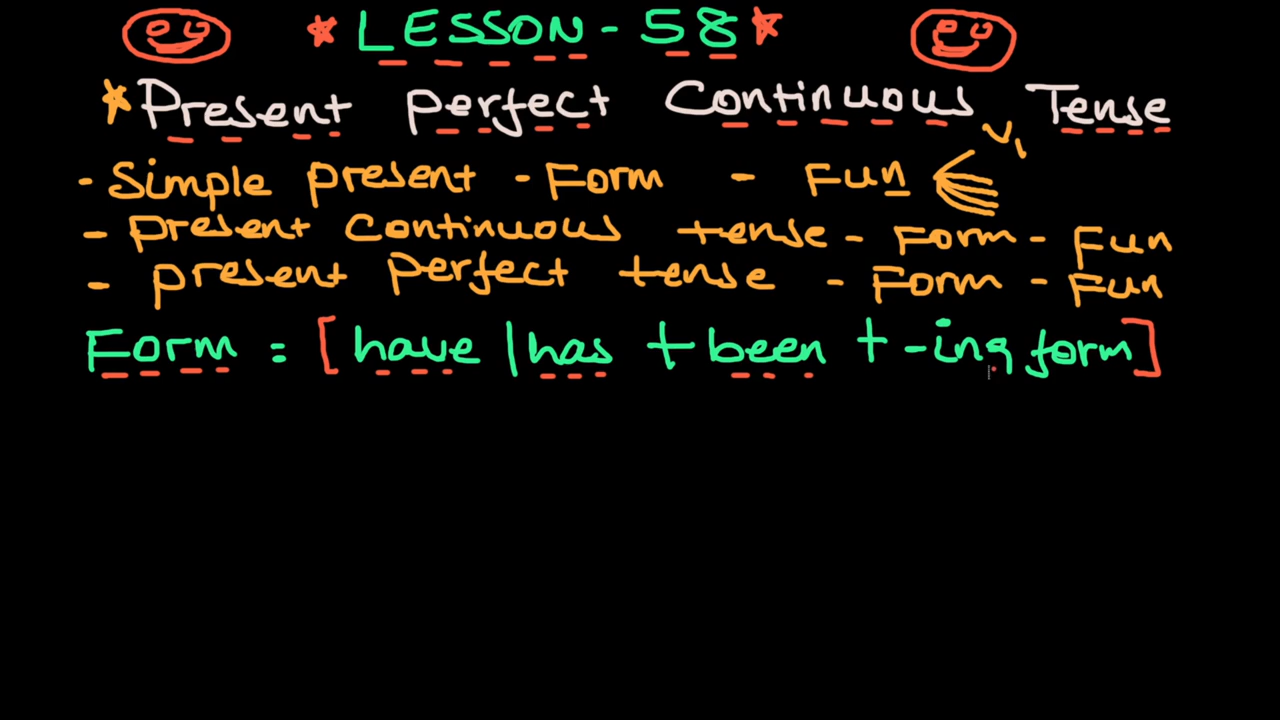 * LESSON - 58 *
* Present perfect Continuous Tense
- Simple present - Form - Fun V1
- present continuous tense - Form - Fun
- present perfect tense - Form - Fun
Form = [have | has + been + -ing form]